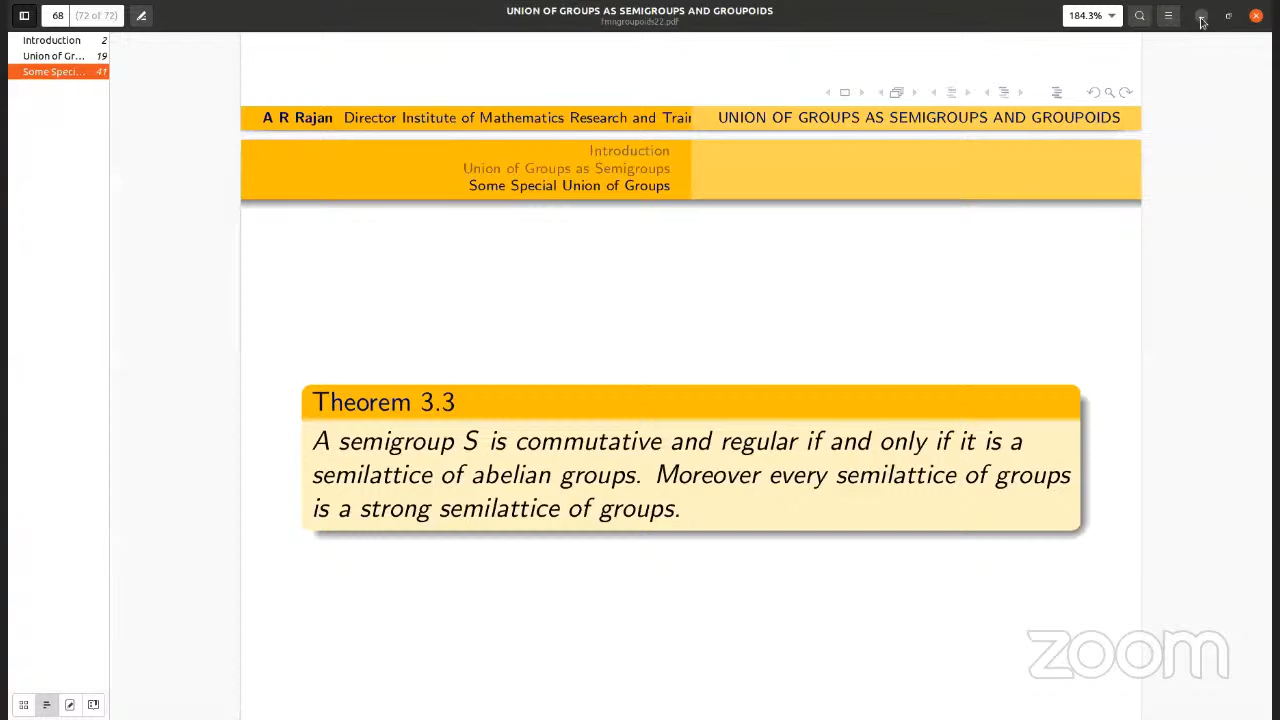 UNION OF GROUPS AS SEMIGROUPS AND GROUPOIDS
fmngroupoids22.pdf
68 (72 of 72)
184.3%
Introduction 2
Union of Gr... 19
Some Speci... 41
A R Rajan Director Institute of Mathematics Research and Trair UNION OF GROUPS AS SEMIGROUPS AND GROUPOIDS
Introduction
Union of Groups as Semigroups
Some Special Union of Groups
Theorem 3.3
A semigroup S is commutative and regular if and only if it is a
semilattice of abelian groups. Moreover every semilattice of groups
is a strong semilattice of groups.
zoom